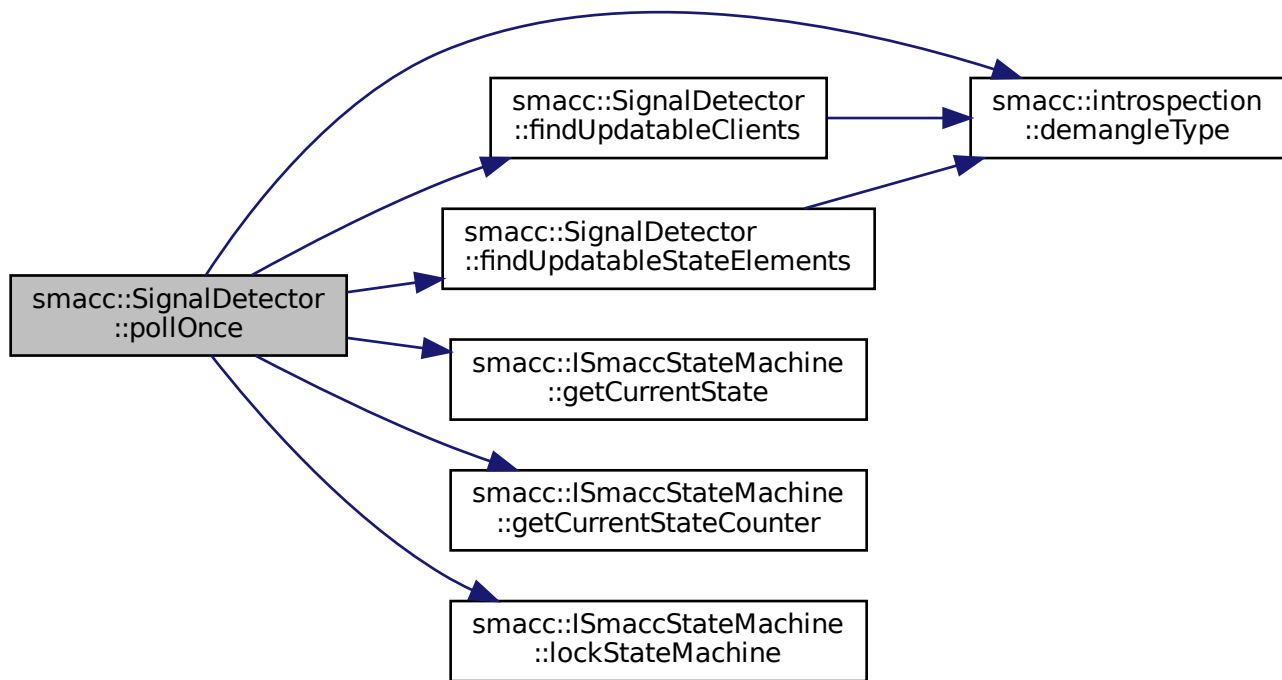 smacc::SignalDetector
::pollOnce
smacc::SignalDetector
::findUpdatableClients
smacc::introspection
::demangleType
smacc::SignalDetector
::findUpdatableStateElements
smacc::ISmaccStateMachine
::getCurrentState
smacc::ISmaccStateMachine
::getCurrentStateCounter
smacc::ISmaccStateMachine
::lockStateMachine